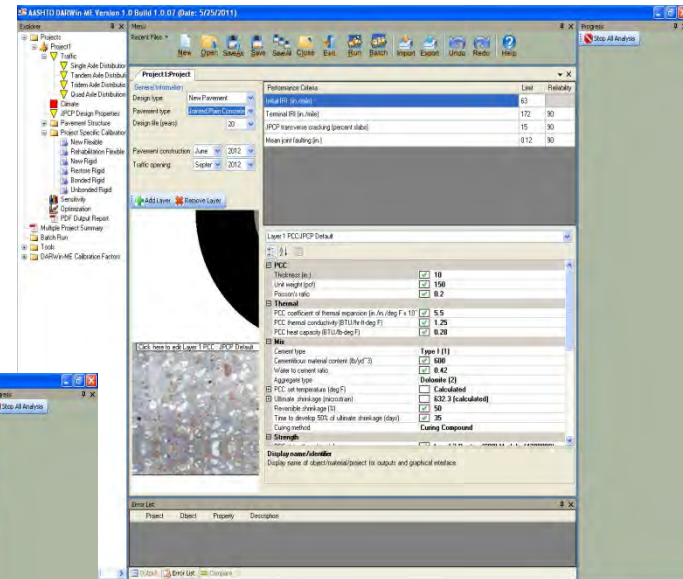 AASHTO DARWin-ME Version 1.0 Build 1.0.07 (Date: 5/25/2011)
Explorer
Projects
Project1
Traffic
Single Axle Distribution
Tandem Axle Distributi
Tridem Axle Distributio
Quad Axle Distribution
Climate
JPCP Design Properties
Pavement Structure
Project Specific Calibration
New Flexible
Rehabilitation Flexible
New Rigid
Restore Rigid
Bonded Rigid
Unbonded Rigid
Sensitivity
Optimization
PDF Output Report
Multiple Project Summary
Batch Run
Tools
DARWin-ME Calibration Factors
Menu
Recent Files
New Open SaveAs Save SaveAll Close Exit Run Batch Import Export Undo Redo Help
Project1:Project
General Information
Design type: New Pavement
Pavement type: Jointed Plain Concrete
Design life (years): 20
Pavement construction: June 2012
Traffic opening: Septer 2012
Add Layer Remove Layer
Performance Criteria Limit Reliability
Initial IRI (in./mile) 63
Terminal IRI (in./mile) 172 90
JPCP transverse cracking (percent slabs) 15 90
Mean joint faulting (in.) 0.12 90
Click here to edit Layer 1 PCC : JPCP Default
Layer 1 PCC:JPCP Default
PCC
Thickness (in.) 10
Unit weight (pcf) 150
Poisson's ratio 0.2
Thermal
PCC coefficient of thermal expansion (in./in./deg F x 10^ 5.5
PCC thermal conductivity (BTU/hr-ft-deg F) 1.25
PCC heat capacity (BTU/lb-deg F) 0.28
Mix
Cement type Type I (1)
Cementitious material content (lb/yd^3) 600
Water to cement ratio 0.42
Aggregate type Dolomite (2)
PCC set temperature (deg F) Calculated
Ultimate shrinkage (microstrain) 632.3 (calculated)
Reversible shrinkage (%) 50
Time to develop 50% of ultimate shrinkage (days) 35
Curing method Curing Compound
Strength
Display name/identifier
Display name of object/material/project for outputs and graphical interface
Error List
Project Object Property Description
Output Error List Compare
Progress
Stop All Analysis
Stop All Analysis